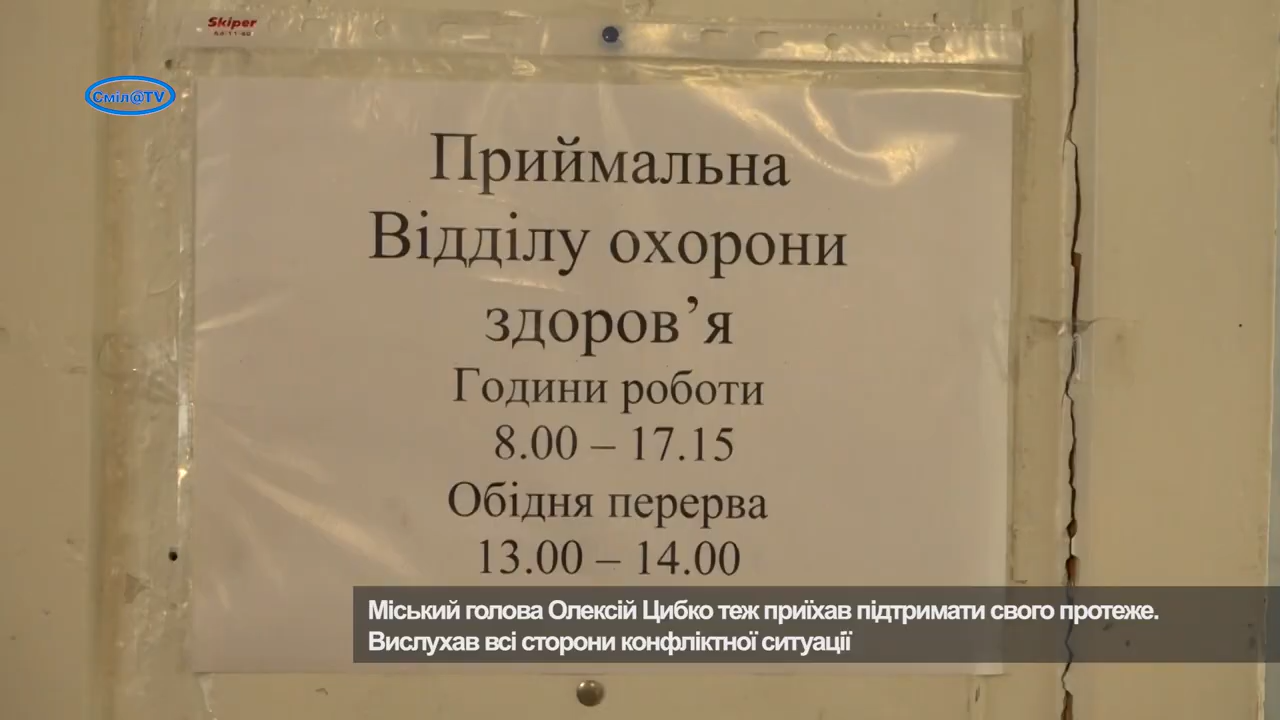 Skiper
Сміл@TV
Приймальна
Відділу охорони
здоров’я
Години роботи
8.00 – 17.15
Обідня перерва
13.00 – 14.00
Міський голова Олексій Цибко теж приїхав підтримати свого протеже.
Вислухав всі сторони конфліктної ситуації